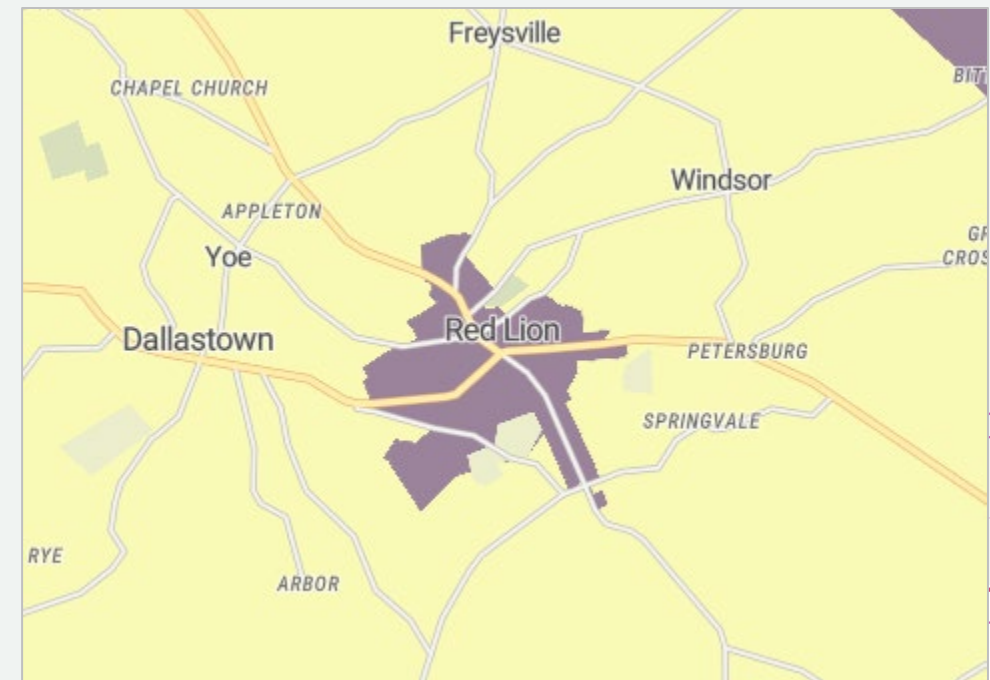 Freysville
CHAPEL CHURCH
Windsor
APPLETON
Yoe
Red Lion
Dallastown
PETERSBURG
SPRINGVALE
RYE
ARBOR